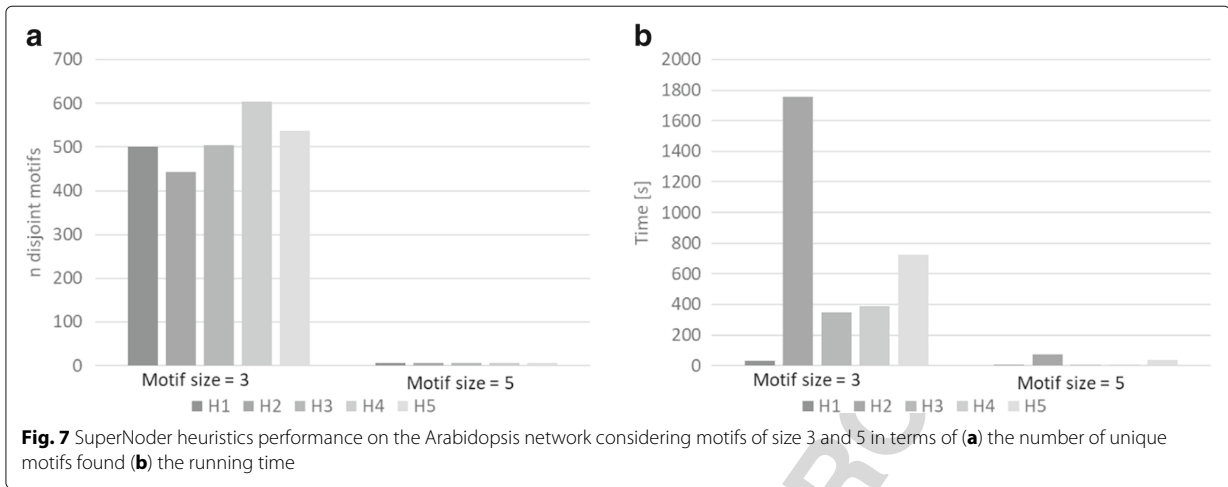 a
700
600
500
400
300
200
100
0
n disjoint motifs
Motif size = 3
Motif size = 5
H1 H2 H3 H4 H5
b
2000
1800
1600
1400
1200
1000
800
600
400
200
0
Time [s]
Motif size = 3
Motif size = 5
H1 H2 H3 H4 H5
Fig. 7 SuperNoder heuristics performance on the Arabidopsis network considering motifs of size 3 and 5 in terms of (a) the number of unique
motifs found (b) the running time